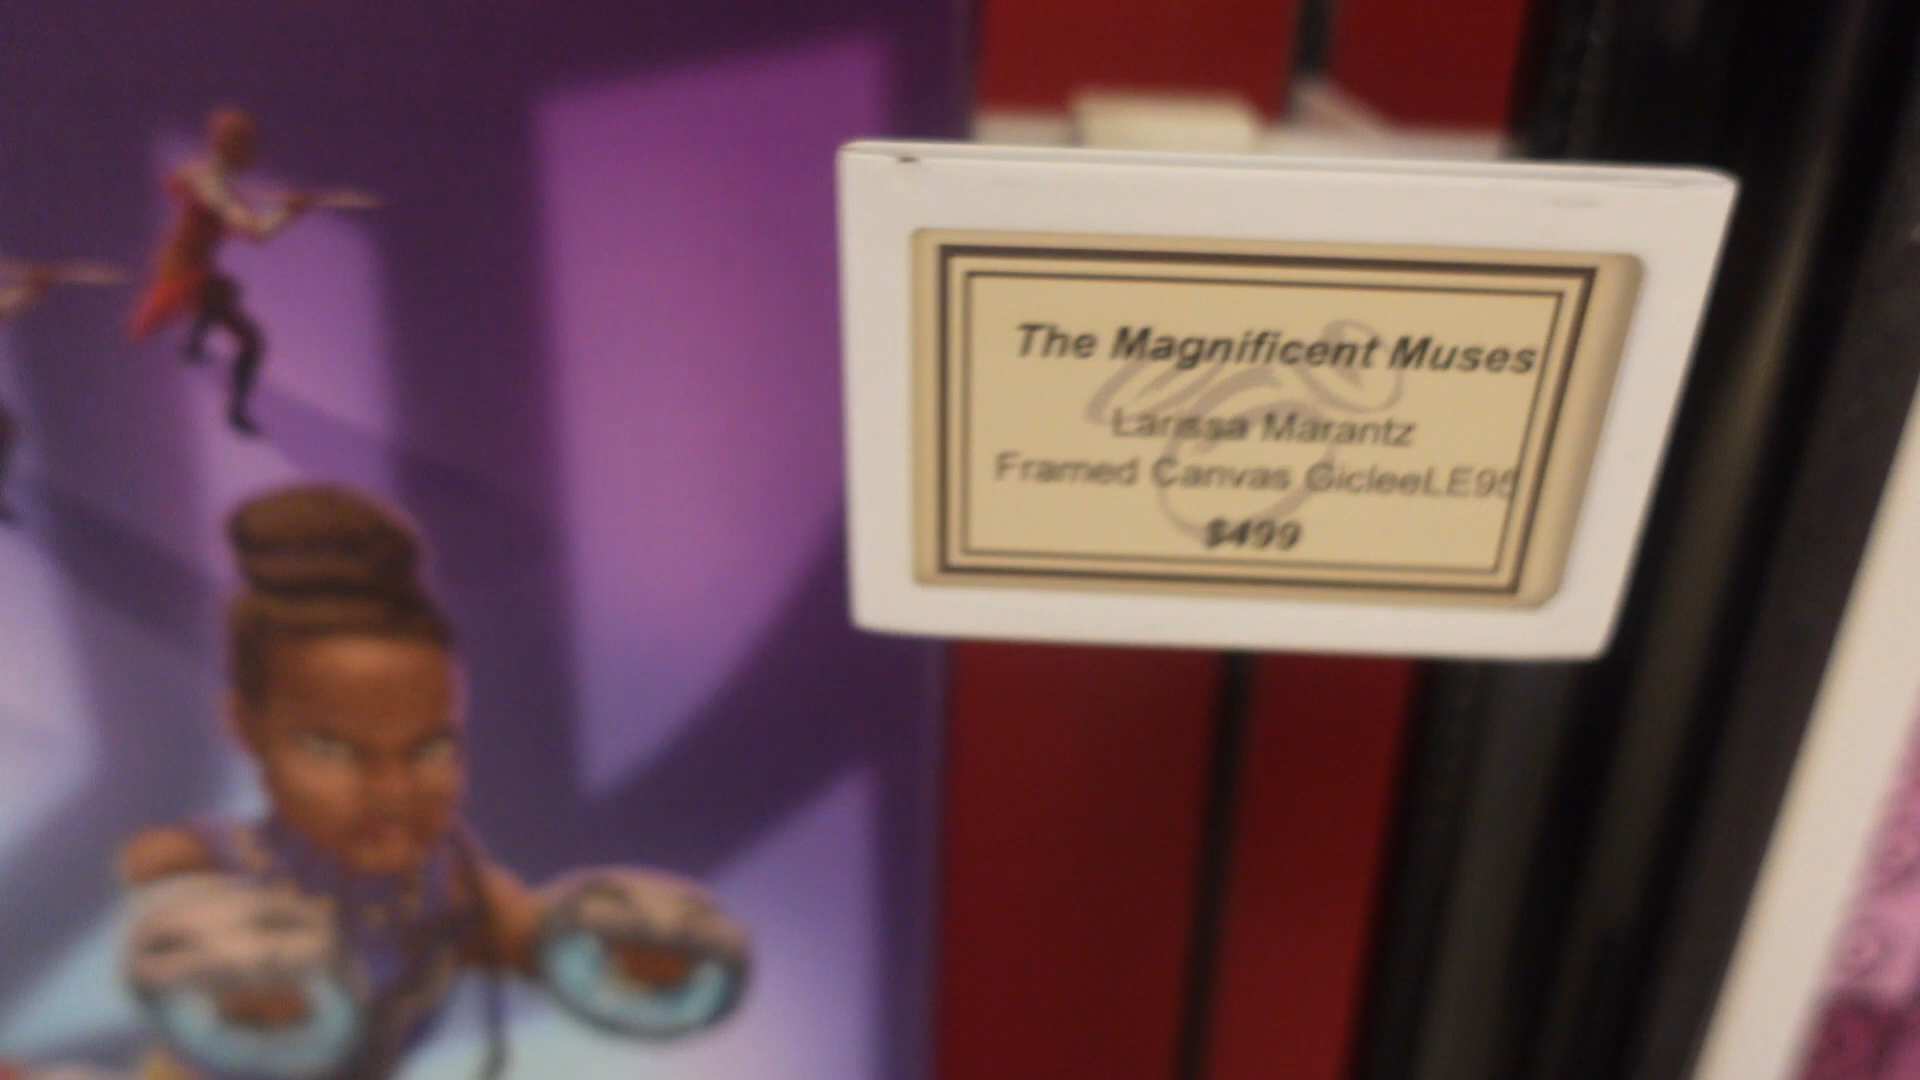 The Magnificent Muses
Larissa Marantz
Framed Canvas GicleeLE95
$499